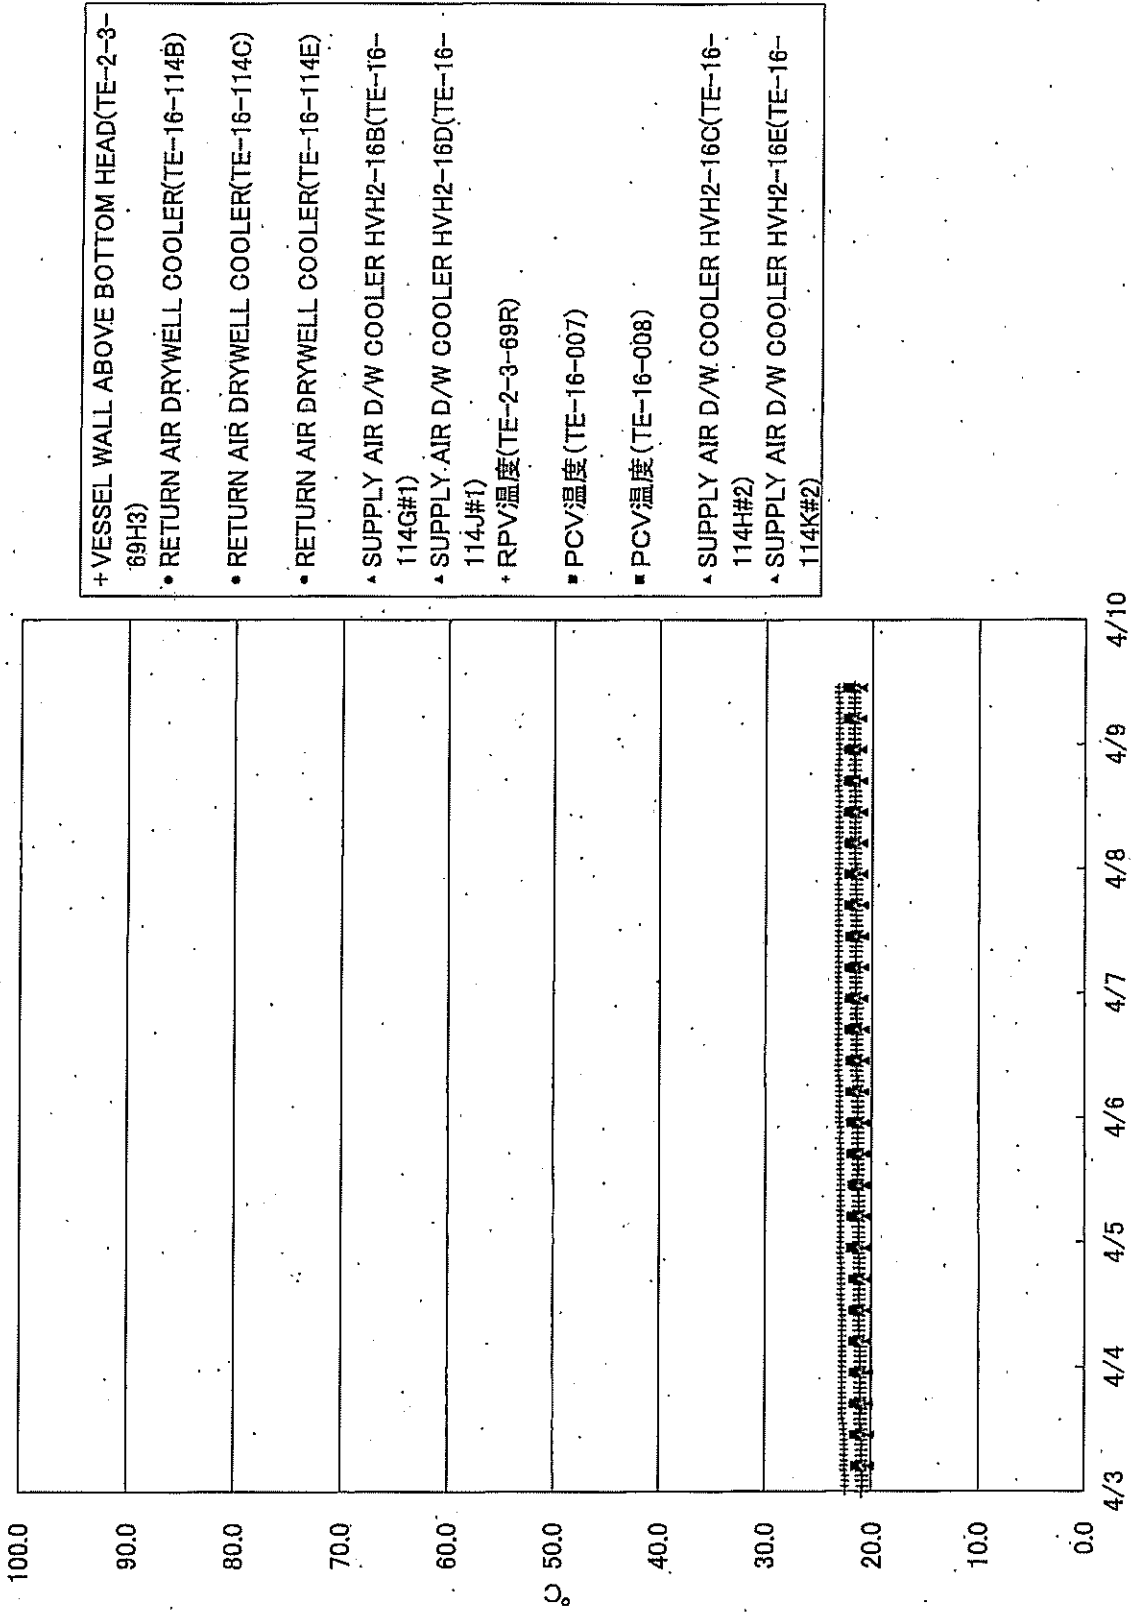 + VESSEL WALL ABOVE BOTTOM HEAD(TE-2-3-
69H3)
• RETURN AIR DRYWELL COOLER(TE-16-114B)
• RETURN AIR DRYWELL COOLER(TE-16-114C)
• RETURN AIR DRYWELL COOLER(TE-16-114E)
▲ SUPPLY AIR D/W COOLER HVH2-16B(TE-16-
114G#1)
▲ SUPPLY AIR D/W COOLER HVH2-16D(TE-16-
114J#1)
+ RPV温度(TE-2-3-69R)
■ PCV温度(TE-16-007)
■ PCV温度(TE-16-008)
▲ SUPPLY AIR D/W COOLER HVH2-16C(TE-16-
114H#2)
▲ SUPPLY AIR D/W COOLER HVH2-16E(TE-16-
114K#2)
100.0
90.0
80.0
70.0
60.0
50.0
40.0
30.0
20.0
10.0
0.0
℃
4/3
4/4
4/5
4/6
4/7
4/8
4/9
4/10